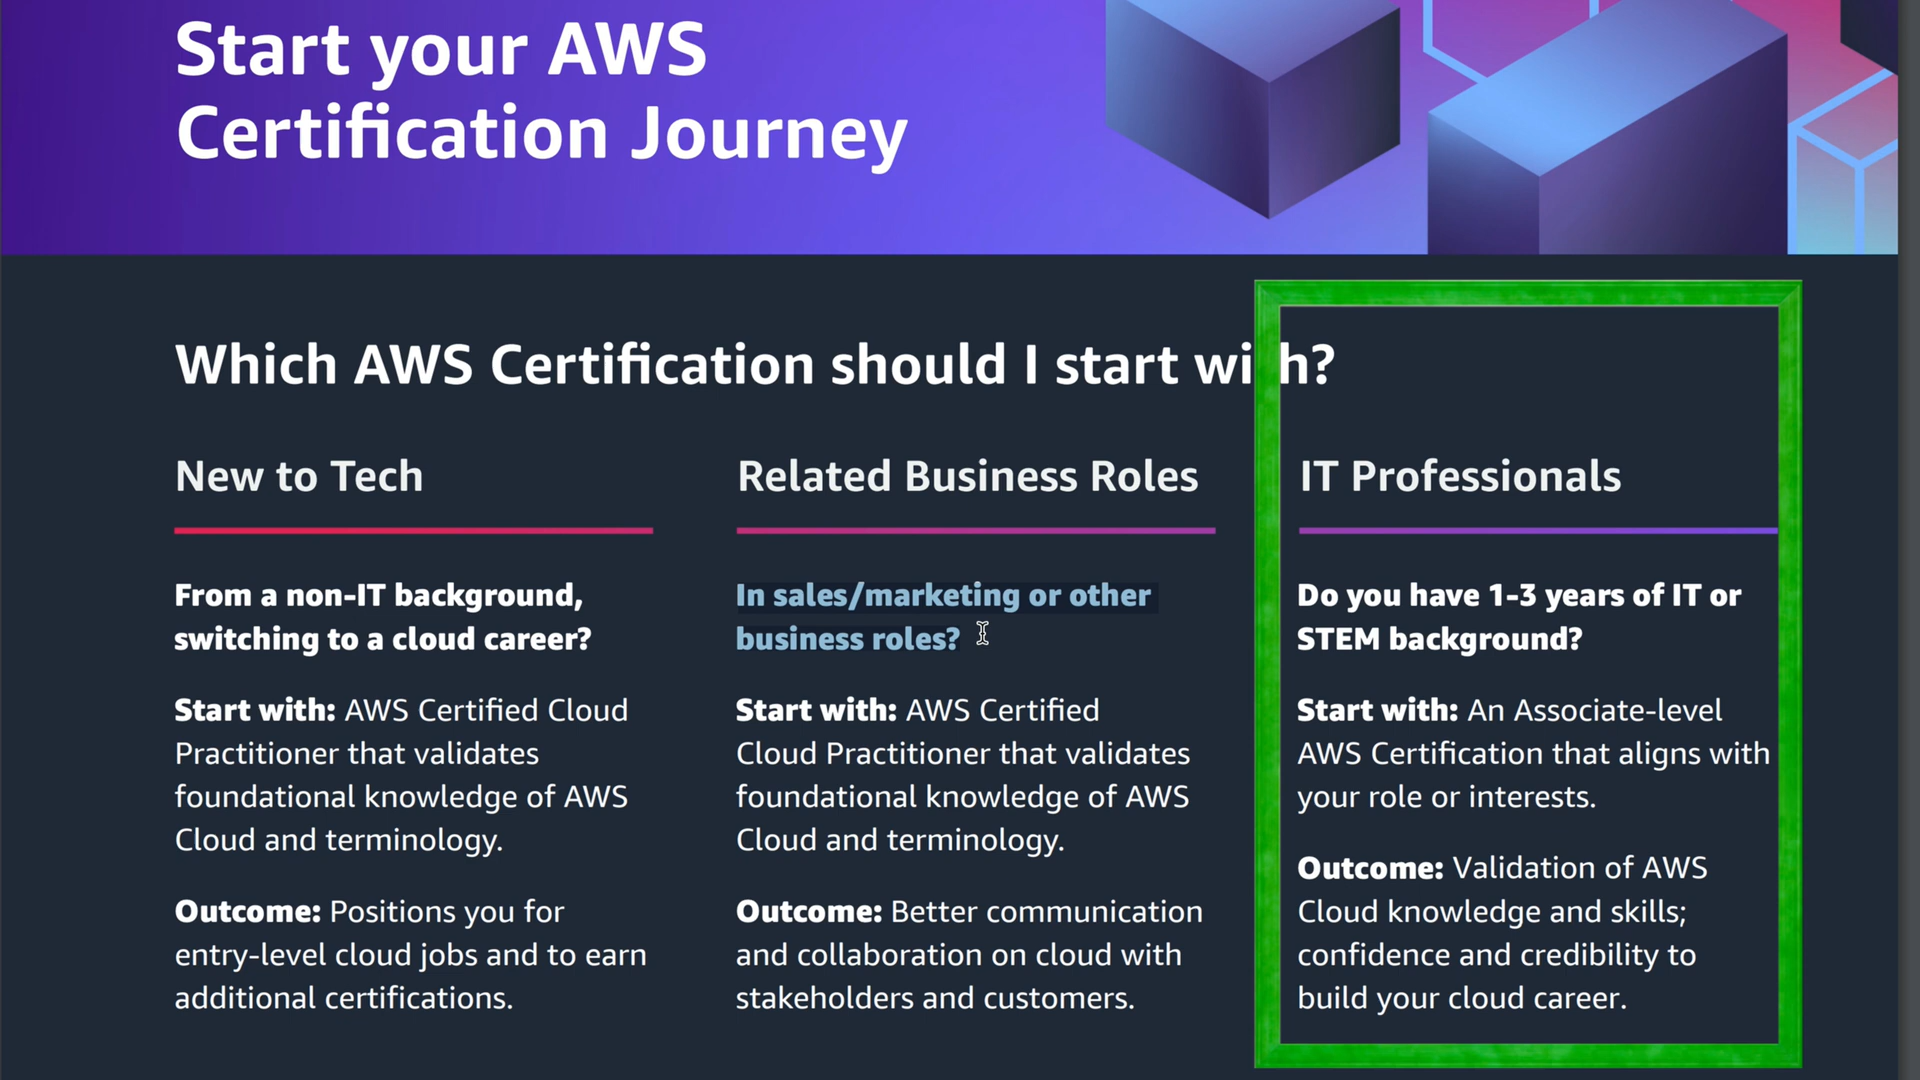 Start your AWS
Certification Journey
Which AWS Certification should I start with?
New to Tech
From a non-IT background,
switching to a cloud career?
Start with: AWS Certified Cloud
Practitioner that validates
foundational knowledge of AWS
Cloud and terminology.
Outcome: Positions you for
entry-level cloud jobs and to earn
additional certifications.
Related Business Roles
In sales/marketing or other
business roles?
Start with: AWS Certified
Cloud Practitioner that validates
foundational knowledge of AWS
Cloud and terminology.
Outcome: Better communication
and collaboration on cloud with
stakeholders and customers.
IT Professionals
Do you have 1-3 years of IT or
STEM background?
Start with: An Associate-level
AWS Certification that aligns with
your role or interests.
Outcome: Validation of AWS
Cloud knowledge and skills;
confidence and credibility to
build your cloud career.